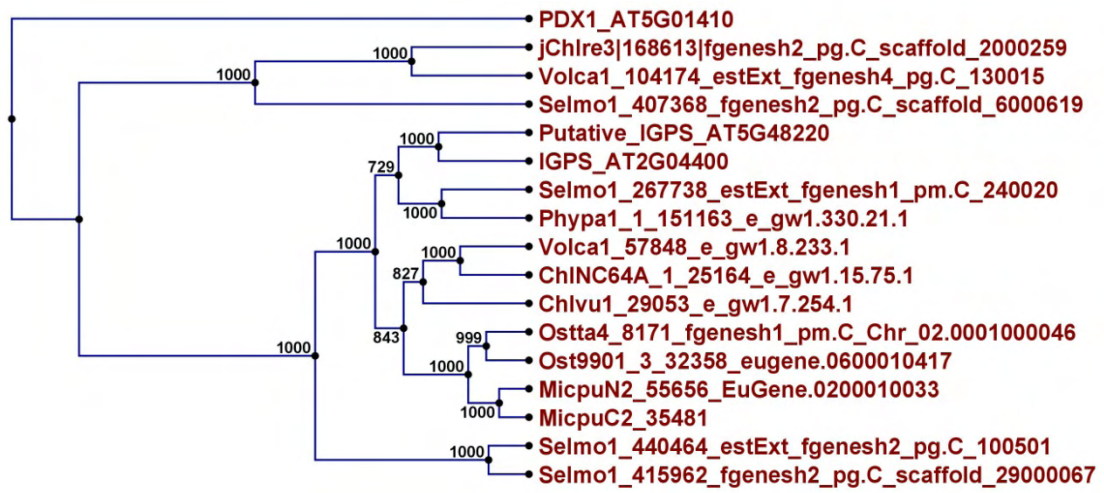 PDX1_AT5G01410
jChlre3|168613|fgenesh2_pg.C_scaffold_2000259
1000
Volca1_104174_estExt_fgenesh4_pg.C_130015
1000
Selmo1_407368_fgenesh2_pg.C_scaffold_6000619
Putative_IGPS_AT5G48220
1000
IGPS_AT2G04400
729
Selmo1_267738_estExt_fgenesh1_pm.C_240020
1000
Phypa1_1_151163_e_gw1.330.21.1
1000
Volca1_57848_e_gw1.8.233.1
1000
ChlNC64A_1_25164_e_gw1.15.75.1
827
Chlvu1_29053_e_gw1.7.254.1
843
Ostta4_8171_fgenesh1_pm.C_Chr_02.0001000046
999
Ost9901_3_32358_eugene.0600010417
1000
1000
MicpuN2_55656_EuGene.0200010033
1000
MicpuC2_35481
Selmo1_440464_estExt_fgenesh2_pg.C_100501
1000
Selmo1_415962_fgenesh2_pg.C_scaffold_29000067